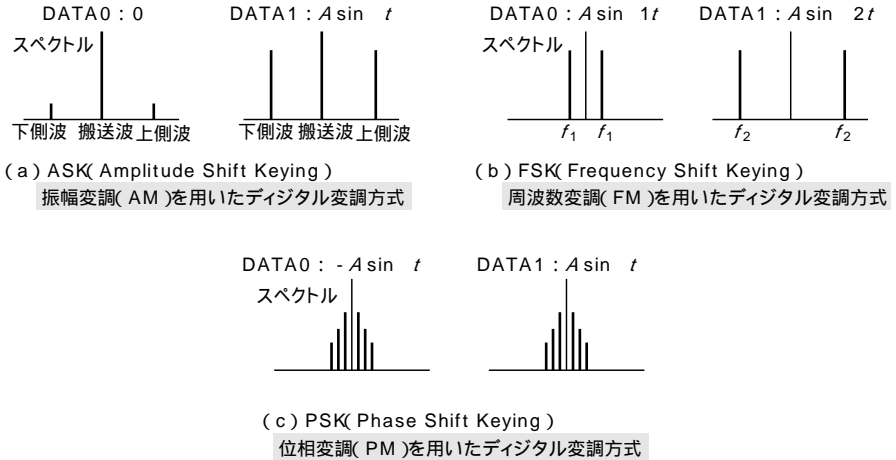 DATA0 : 0
DATA1 : A sin t
スペクトル
下側波 搬送波 上側波
下側波 搬送波 上側波
(a) ASK( Amplitude Shift Keying )
振幅変調( AM )を用いたディジタル変調方式
DATA0 : A sin 1t
DATA1 : A sin 2t
スペクトル
f1 f1
f2 f2
(b) FSK( Frequency Shift Keying )
周波数変調( FM )を用いたディジタル変調方式
DATA0 : - A sin t
DATA1 : A sin t
スペクトル
(c) PSK( Phase Shift Keying )
位相変調( PM )を用いたディジタル変調方式